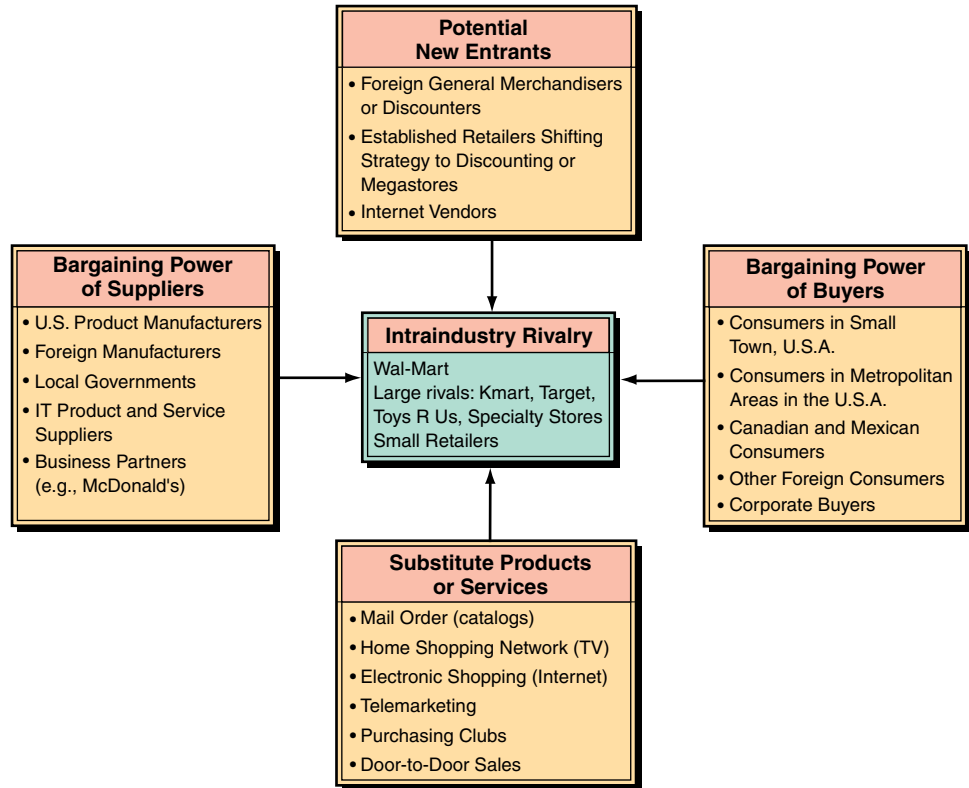 Potential
New Entrants
• Foreign General Merchandisers
or Discounters
• Established Retailers Shifting
Strategy to Discounting or
Megastores
• Internet Vendors
Bargaining Power
of Suppliers
• U.S. Product Manufacturers
• Foreign Manufacturers
• Local Governments
• IT Product and Service
Suppliers
• Business Partners
(e.g., McDonald's)
Intraindustry Rivalry
Wal-Mart
Large rivals: Kmart, Target,
Toys R Us, Specialty Stores
Small Retailers
Bargaining Power
of Buyers
• Consumers in Small
Town, U.S.A.
• Consumers in Metropolitan
Areas in the U.S.A.
• Canadian and Mexican
Consumers
• Other Foreign Consumers
• Corporate Buyers
Substitute Products
or Services
• Mail Order (catalogs)
• Home Shopping Network (TV)
• Electronic Shopping (Internet)
• Telemarketing
• Purchasing Clubs
• Door-to-Door Sales